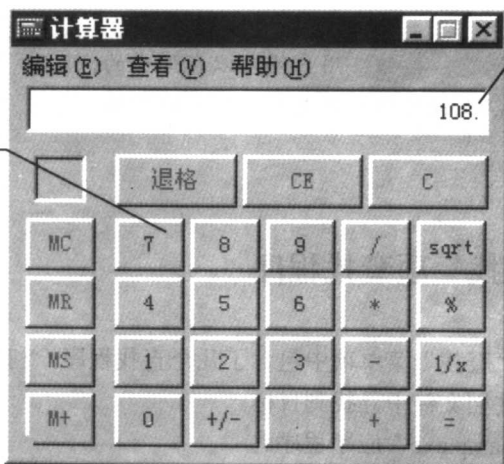 计算器
编辑(E) 查看(V) 帮助(H)
108.
退格 CE C
MC 7 8 9 / sqrt
MR 4 5 6 * %
MS 1 2 3 - 1/x
M+ 0 +/- + =